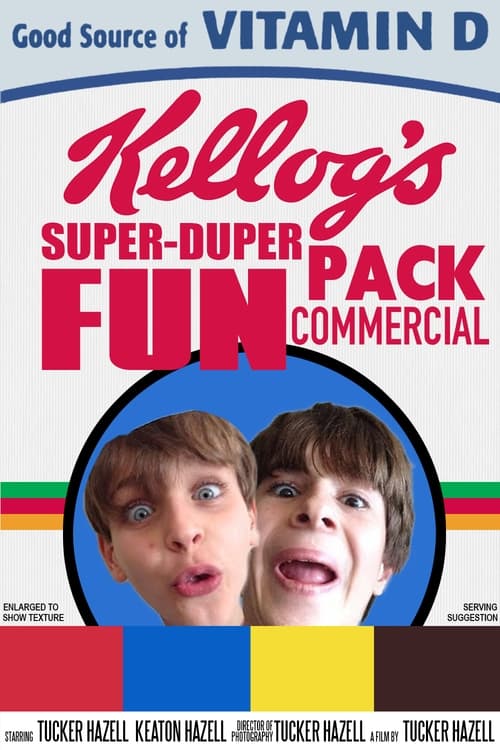 Good Source of VITAMIN D
Kellog's
SUPER-DUPER
FUN PACK
COMMERCIAL
ENLARGED TO
SHOW TEXTURE
SERVING
SUGGESTION
STARRING TUCKER HAZELL KEATON HAZELL DIRECTOR OF PHOTOGRAPHY TUCKER HAZELL A FILM BY TUCKER HAZELL